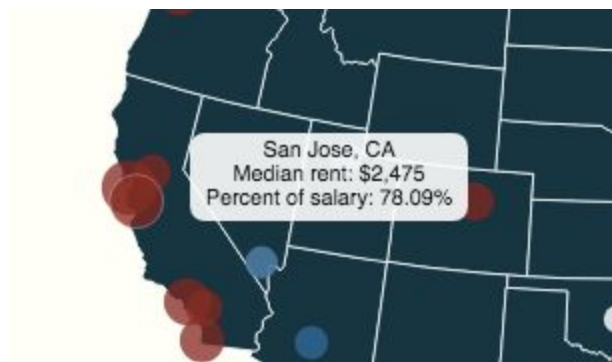 San Jose, CA
Median rent: $2,475
Percent of salary: 78.09%